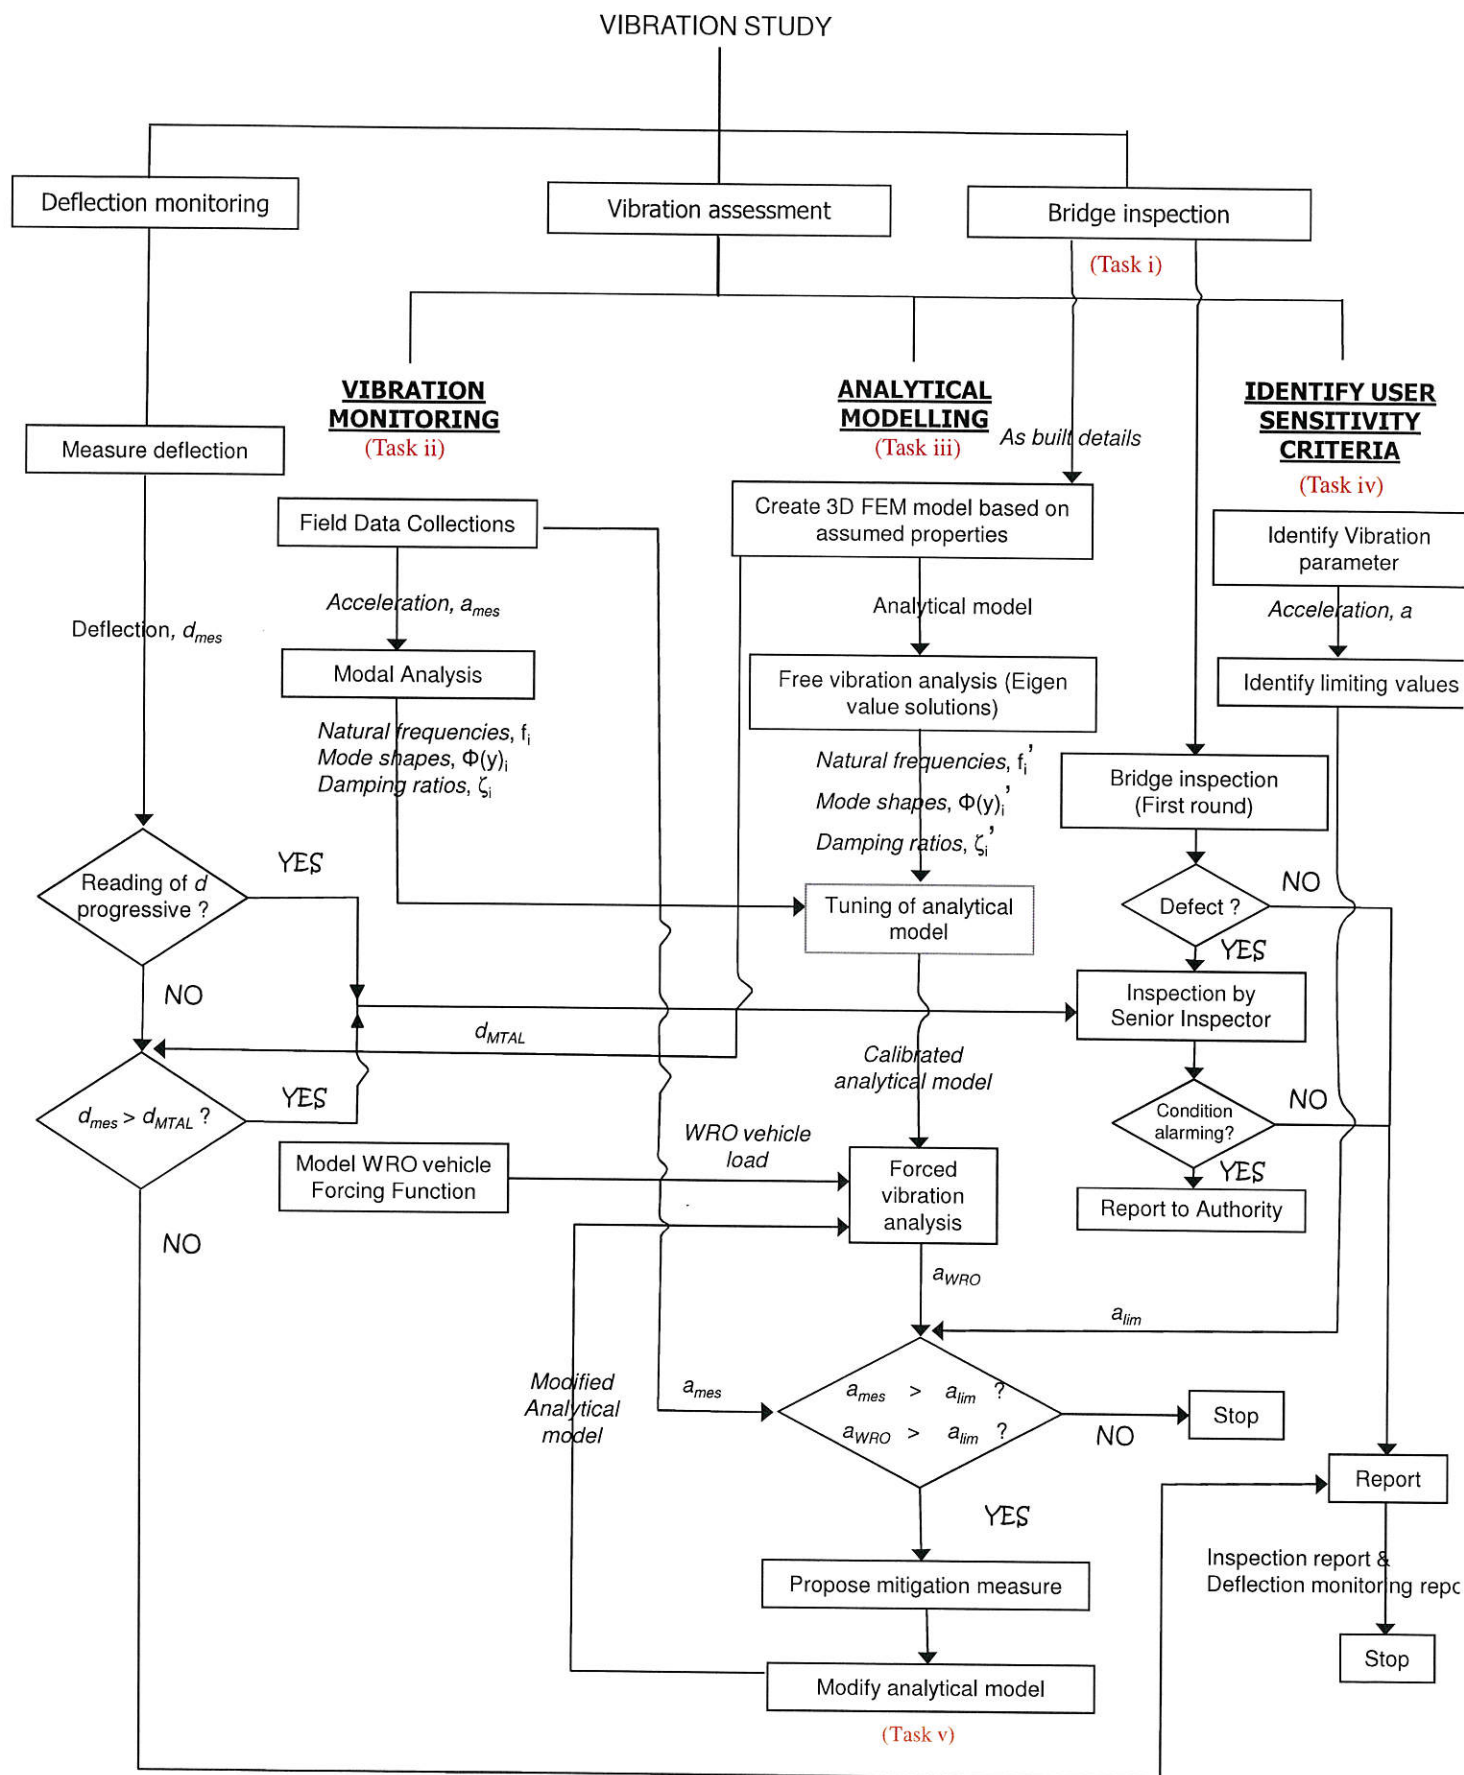 VIBRATION STUDY
Deflection monitoring
Vibration assessment
Bridge inspection
(Task i)
VIBRATION
MONITORING
(Task ii)
ANALYTICAL
MODELLING
(Task iii)
As built details
IDENTIFY USER
SENSITIVITY
CRITERIA
(Task iv)
Measure deflection
Field Data Collections
Create 3D FEM model based on
assumed properties
Identify Vibration
parameter
Acceleration, a
Acceleration, a_mes
Analytical model
Deflection, d_mes
Modal Analysis
Free vibration analysis (Eigen
value solutions)
Identify limiting values
Natural frequencies, f_i
Mode shapes, Φ(y)_i
Damping ratios, ζ_i
Natural frequencies, f_i'
Mode shapes, Φ(y)_i'
Damping ratios, ζ_i'
Bridge inspection
(First round)
Reading of d
progressive ?
YES
NO
Tuning of analytical
model
Defect ?
NO
YES
Inspection by
Senior Inspector
d_MTAL
Calibrated
analytical model
d_mes > d_MTAL ?
YES
NO
Condition
alarming?
NO
YES
Report to Authority
Model WRO vehicle
Forcing Function
WRO vehicle
load
Forced
vibration
analysis
a_WRO
a_lim
Modified
Analytical
model
a_mes
a_mes > a_lim ?
a_WRO > a_lim ?
NO
Stop
YES
Report
Propose mitigation measure
Inspection report &
Deflection monitoring repo
Modify analytical model
(Task v)
Stop